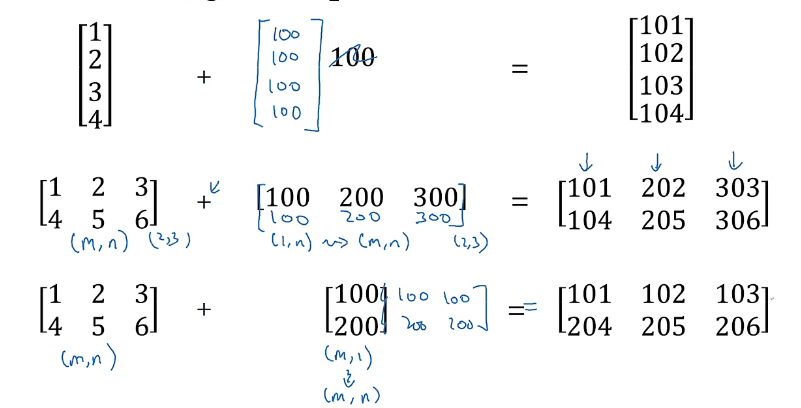 [1 2 3 4] + [100 100 100 100] 100 = [101 102 103 104]
[1 2 3 + [100 200 300] = [101 202 303
4 5 6] [100 200 300] 104 205 306]
(m,n) (2,3) (1,n) ⇝ (m,n) (2,3)
[1 2 3 + [100 100 100 = = [101 102 103
4 5 6] 200] 200 200] 204 205 206]
(m,n) (m,1)
(m,n)